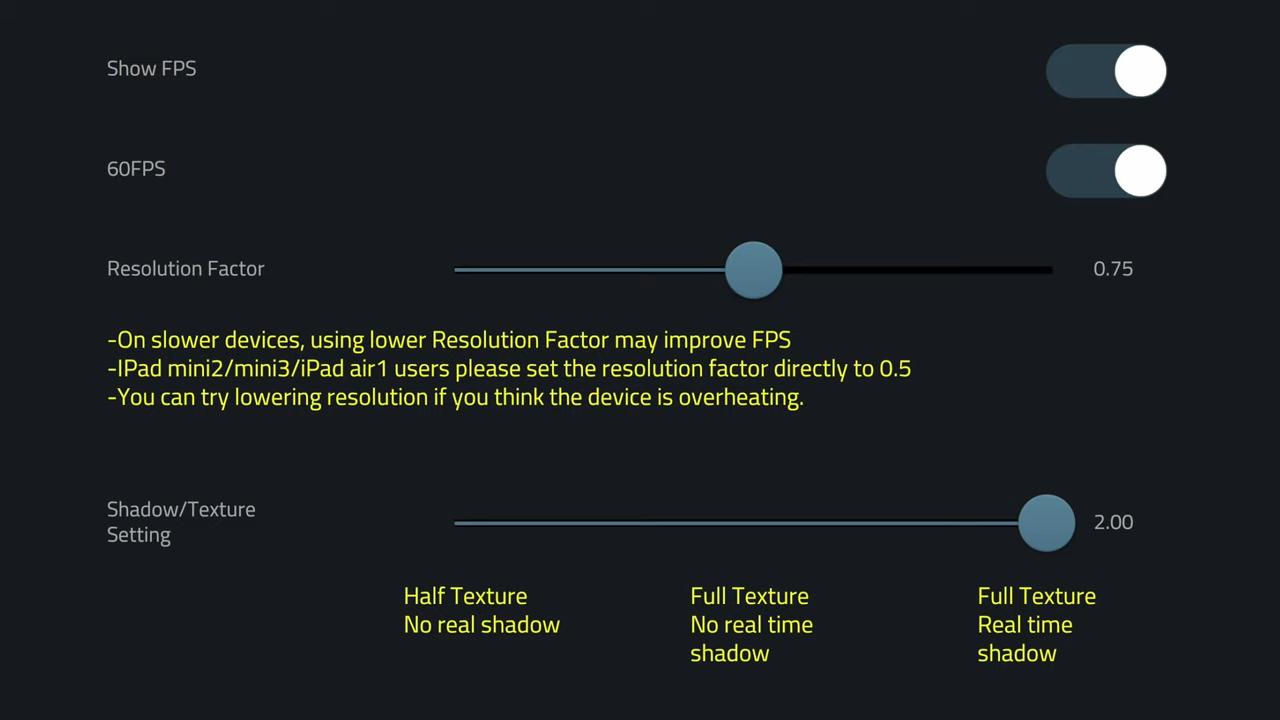 Show FPS
60FPS
Resolution Factor
0.75
-On slower devices, using lower Resolution Factor may improve FPS
-IPad mini2/mini3/iPad air1 users please set the resolution factor directly to 0.5
-You can try lowering resolution if you think the device is overheating.
Shadow/Texture
Setting
2.00
Half Texture
No real shadow
Full Texture
No real time
shadow
Full Texture
Real time
shadow